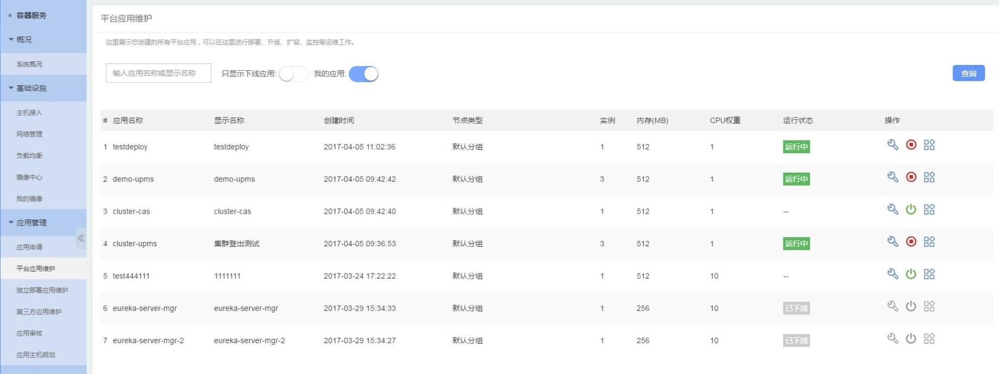 容器服务
概况
系统概况
基础设施
主机接入
网络管理
负载均衡
镜像中心
我的镜像
应用管理
应用申请
平台应用维护
独立部署应用维护
第三方应用维护
应用审核
应用主机规划
平台应用维护
这里展示您创建的所有平台应用，可以在这里进行部署、升级、扩容、监控等运维工作。
输入应用名称或显示名称 只显示下线应用: 我的应用: 查询
# 应用名称 显示名称 创建时间 节点类型 实例 内存(MB) CPU权重 运行状态 操作
1 testdeploy testdeploy 2017-04-05 11:02:36 默认分组 1 512 1 运行中
2 demo-upms demo-upms 2017-04-05 09:42:42 默认分组 3 512 1 运行中
3 cluster-cas cluster-cas 2017-04-05 09:42:40 默认分组 1 512 1 --
4 cluster-upms 集群登出测试 2017-04-05 09:36:53 默认分组 3 512 1 运行中
5 test444111 1111111 2017-03-24 17:22:22 默认分组 1 512 10 --
6 eureka-server-mgr eureka-server-mgr 2017-03-29 15:34:33 默认分组 1 256 10 已下线
7 eureka-server-mgr-2 eureka-server-mgr-2 2017-03-29 15:34:27 默认分组 1 256 10 已下线